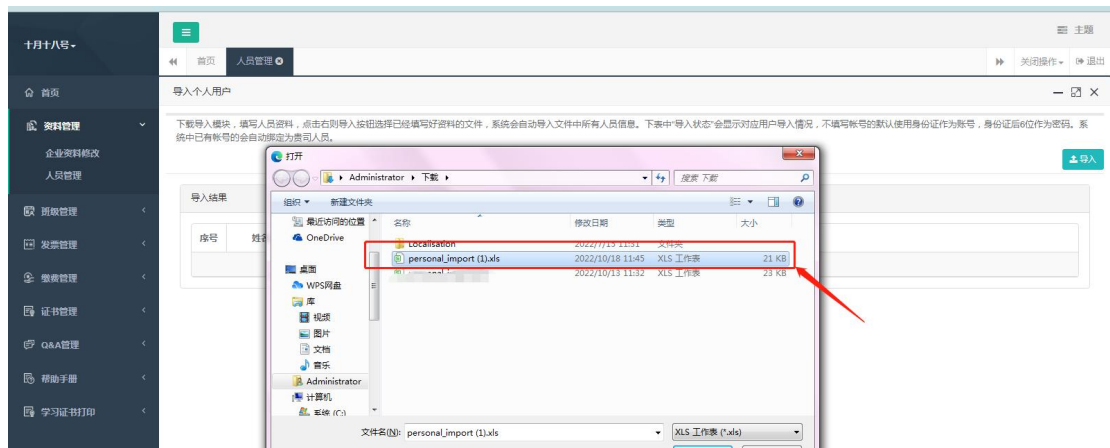 十月十八号
主题
首页
人员管理
关闭操作
退出
首页
导入个人用户
资料管理
下载导入模块，填写人员资料，点击右则导入按钮选择已经填写好资料的文件，系统会自动导入文件中所有人员信息。下表中"导入状态"会显示对应用户导入情况，不填写帐号的默认使用身份证作为账号，身份证后6位作为密码。系
统中已有帐号的会自动绑定为贵司人员。
企业资料修改
人员管理
班级管理
发票管理
缴费管理
证书管理
Q&A管理
帮助手册
学习证书打印
导入
导入结果
序号
打开
Administrator
下载
搜索 下载
组织
新建文件夹
最近访问的位置
OneDrive
桌面
WPS网盘
库
视频
图片
文档
音乐
Administrator
计算机
系统 (C:)
名称 修改日期 类型 大小
Localisation 2022/7/13 11:51 文件夹
personal_import (1).xls 2022/10/18 11:45 XLS 工作表 21 KB
2022/10/13 11:32 XLS 工作表 23 KB
文件名(N): personal_import (1).xls
XLS 工作表 (*.xls)